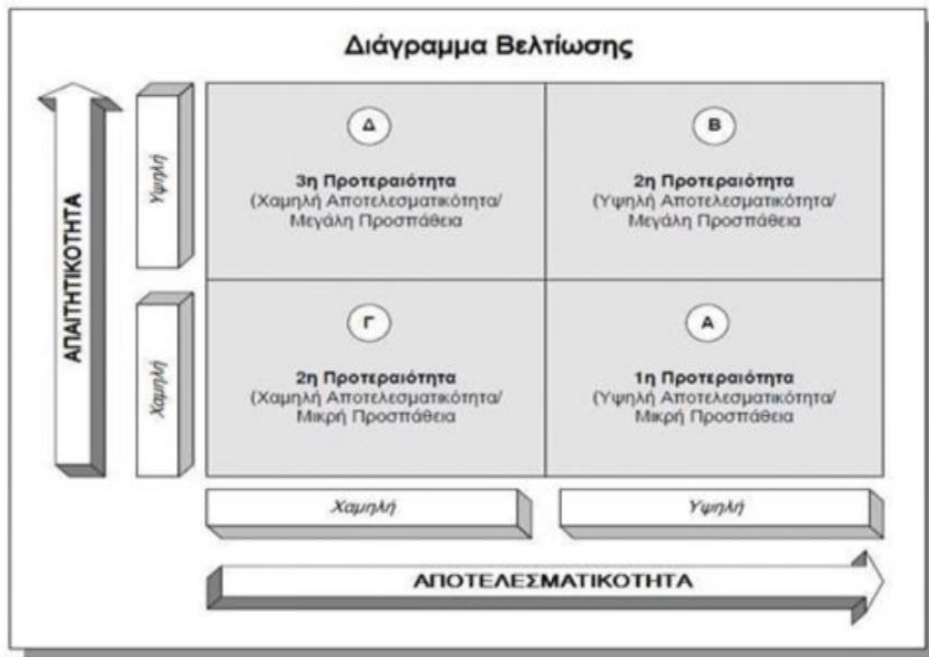 Διάγραμμα Βελτίωσης
ΑΠΑΙΤΗΤΙΚΟΤΗΤΑ
Υψηλή
Δ
3η Προτεραιότητα
(Χαμηλή Αποτελεσματικότητα/
Μεγάλη Προσπάθεια
Β
2η Προτεραιότητα
(Υψηλή Αποτελεσματικότητα/
Μεγάλη Προσπάθεια
Χαμηλή
Γ
2η Προτεραιότητα
(Χαμηλή Αποτελεσματικότητα/
Μικρή Προσπάθεια
Α
1η Προτεραιότητα
(Υψηλή Αποτελεσματικότητα/
Μικρή Προσπάθεια
Χαμηλή
Υψηλή
ΑΠΟΤΕΛΕΣΜΑΤΙΚΟΤΗΤΑ